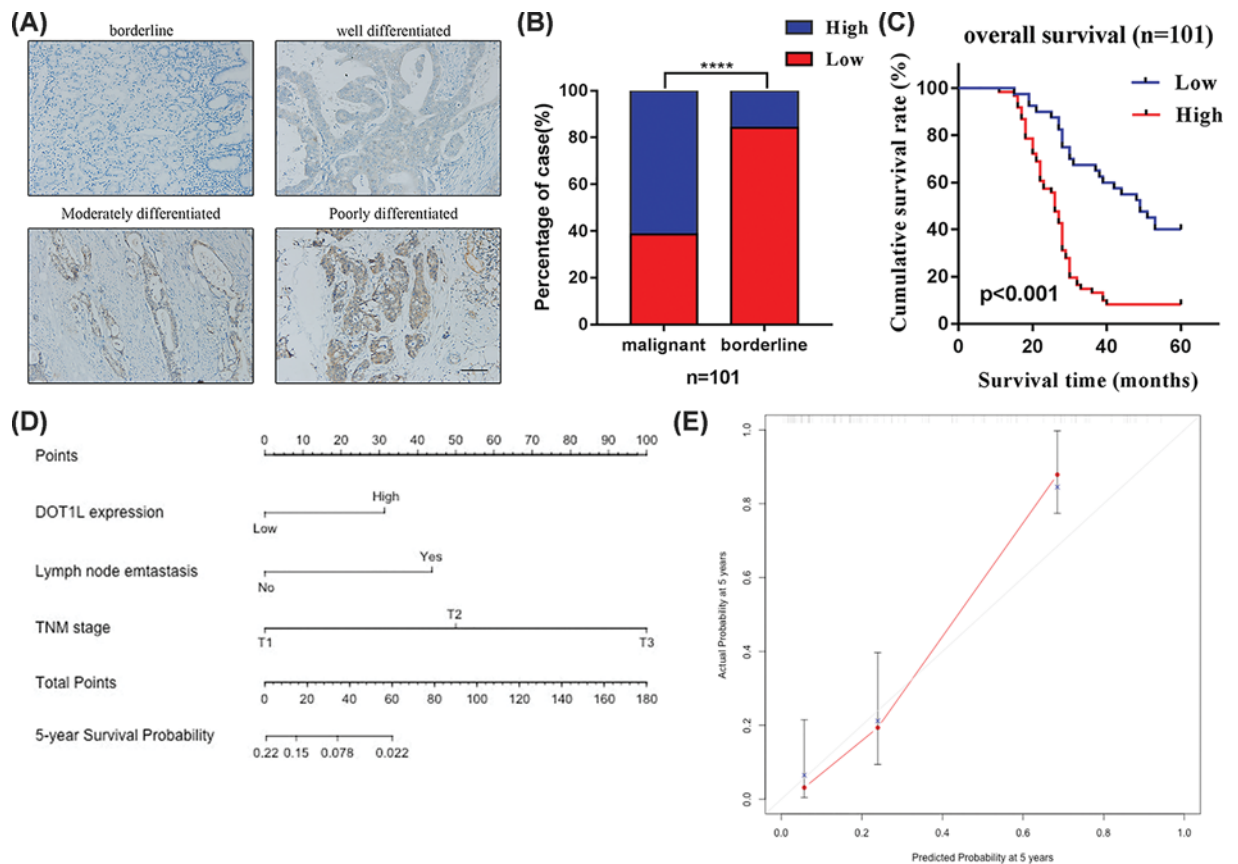 (A)
borderline
well differentiated
Moderately differentiated
Poorly differentiated
(B)
High
Low
****
Percentage of case(%)
100
80
60
40
20
0
malignant
borderline
n=101
(C)
overall survival (n=101)
Low
High
Cumulative survival rate (%)
100
80
60
40
20
0
p<0.001
0 20 40 60
Survival time (months)
(D)
0 10 20 30 40 50 60 70 80 90 100
Points
High
DOT1L expression
Low
Yes
Lymph node emtastasis
No
T2
TNM stage
T1
T3
Total Points
0 20 40 60 80 100 120 140 160 180
5-year Survival Probability
0.22 0.15 0.078 0.022
(E)
Actual Probability at 5 years
1.0
0.8
0.6
0.4
0.2
0.0
0.0 0.2 0.4 0.6 0.8 1.0
Predicted Probability at 5 years